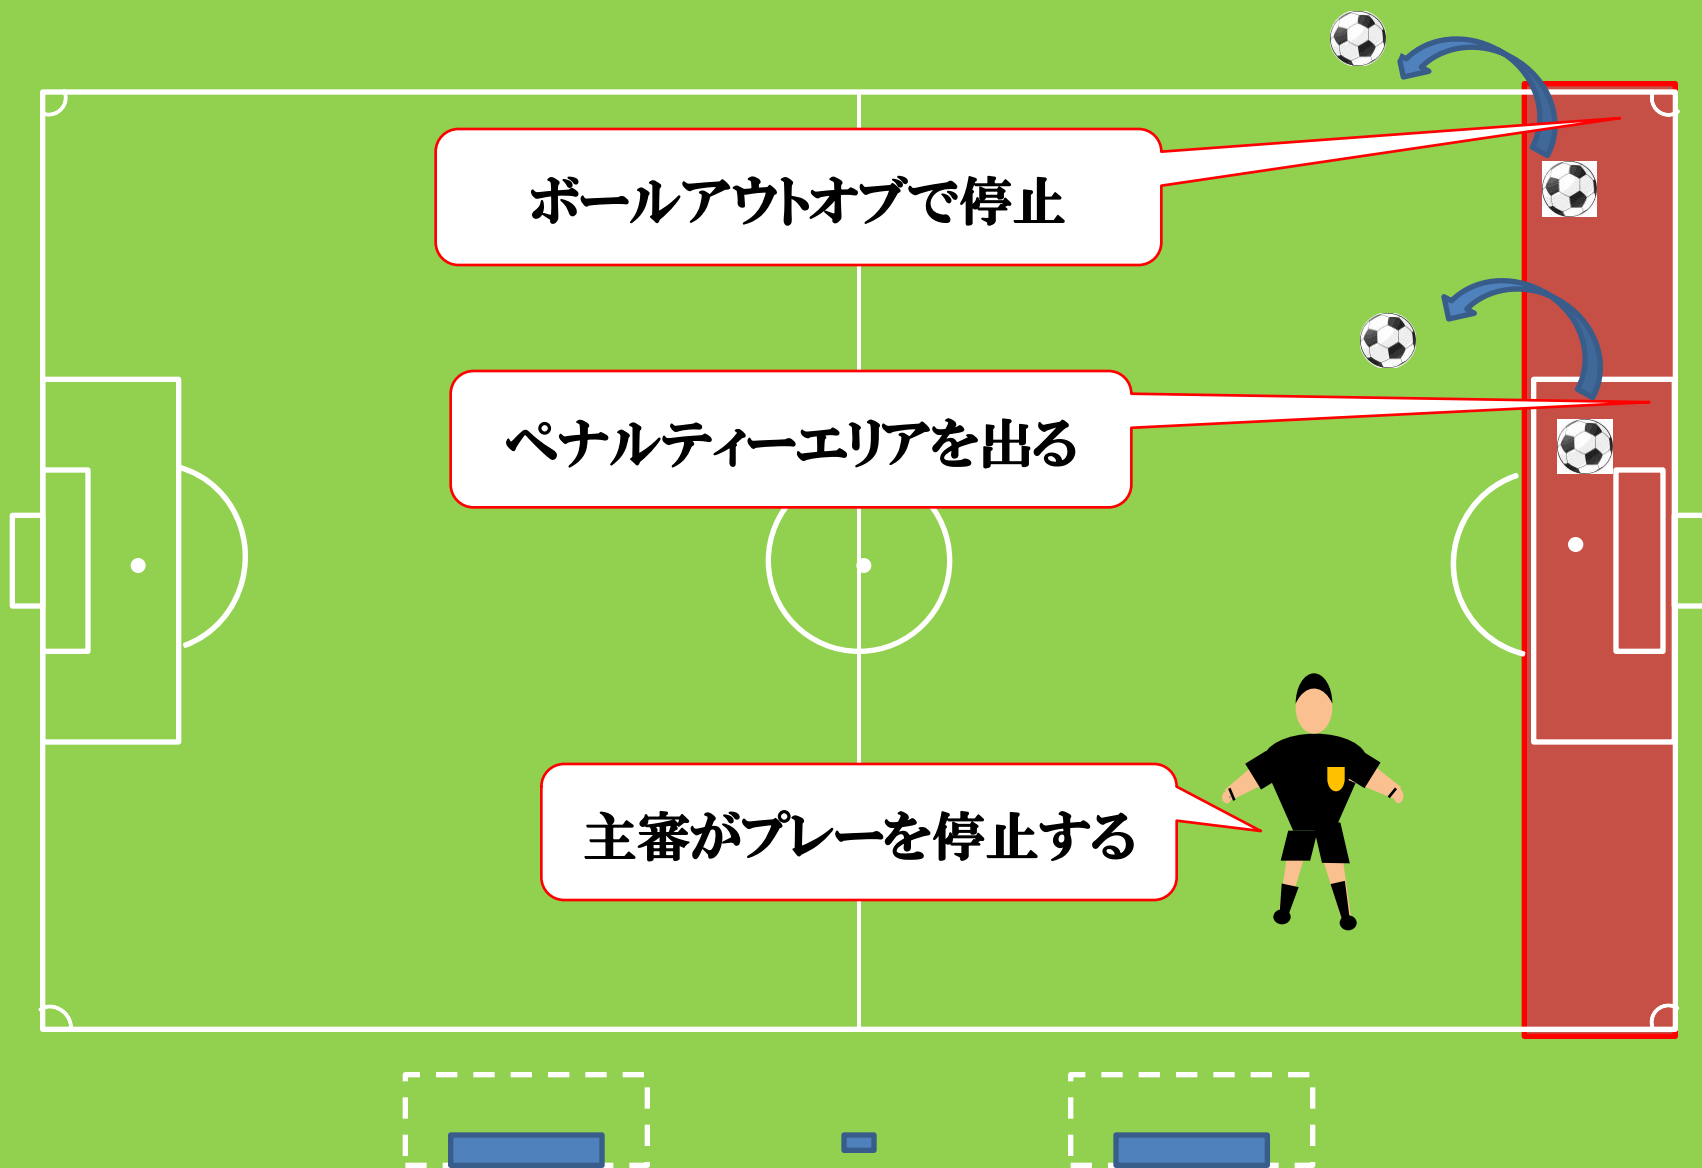 ボールアウトオブで停止
ペナルティーエリアを出る
主審がプレーを停止する